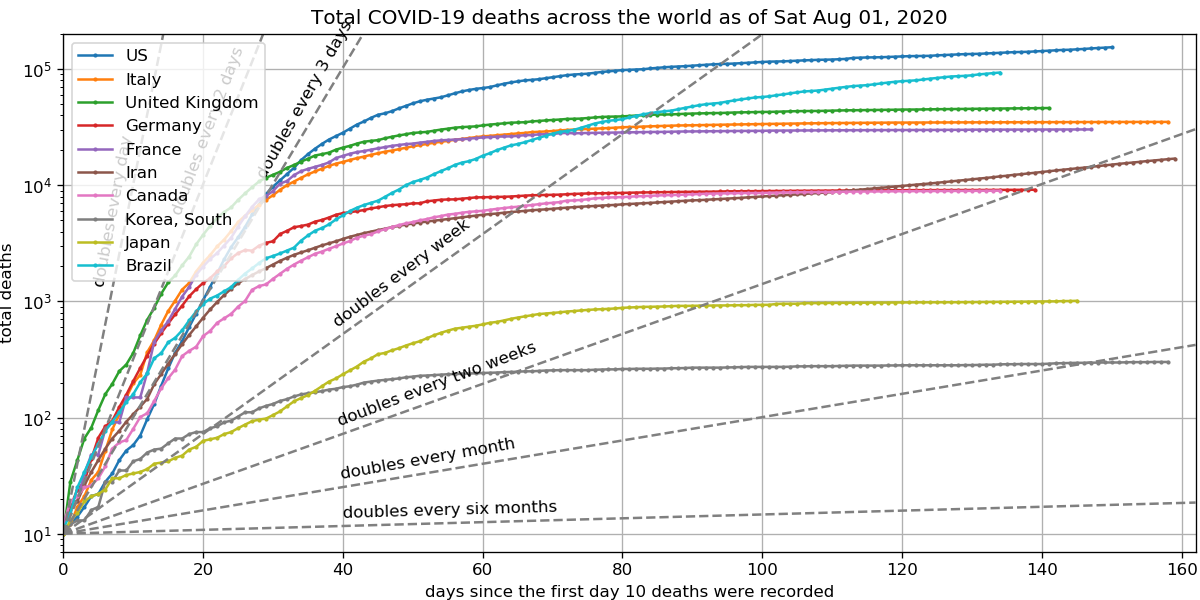 Total COVID-19 deaths across the world as of Sat Aug 01, 2020
total deaths
10⁵
10⁴
10³
10²
10¹
US
Italy
United Kingdom
Germany
France
Iran
Canada
Korea, South
Japan
Brazil
doubles every day
doubles every 2 days
doubles every 3 days
doubles every week
doubles every two weeks
doubles every month
doubles every six months
0 20 40 60 80 100 120 140 160
days since the first day 10 deaths were recorded